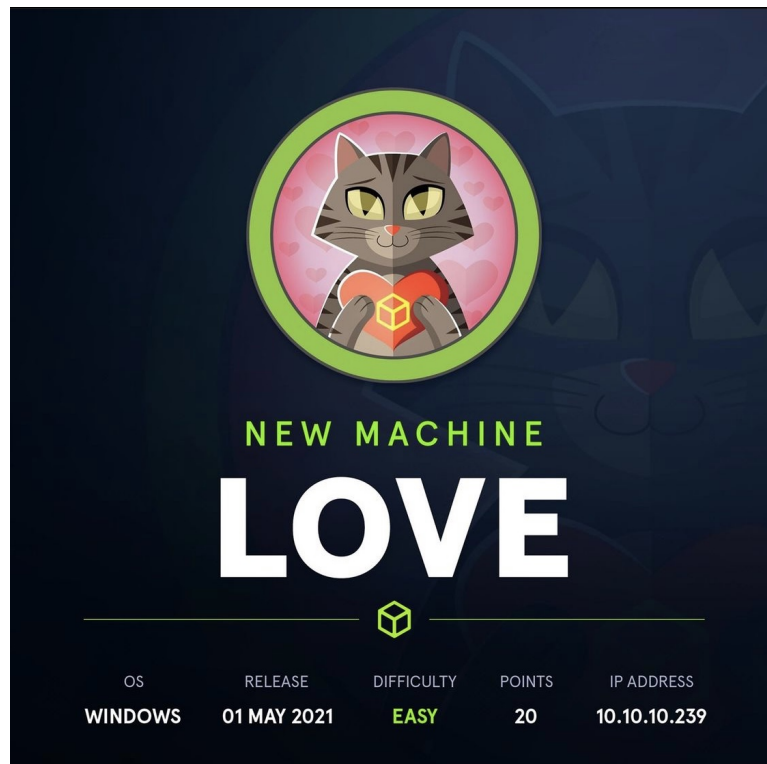 NEW MACHINE
LOVE
OS RELEASE DIFFICULTY POINTS IP ADDRESS
WINDOWS 01 MAY 2021 EASY 20 10.10.10.239